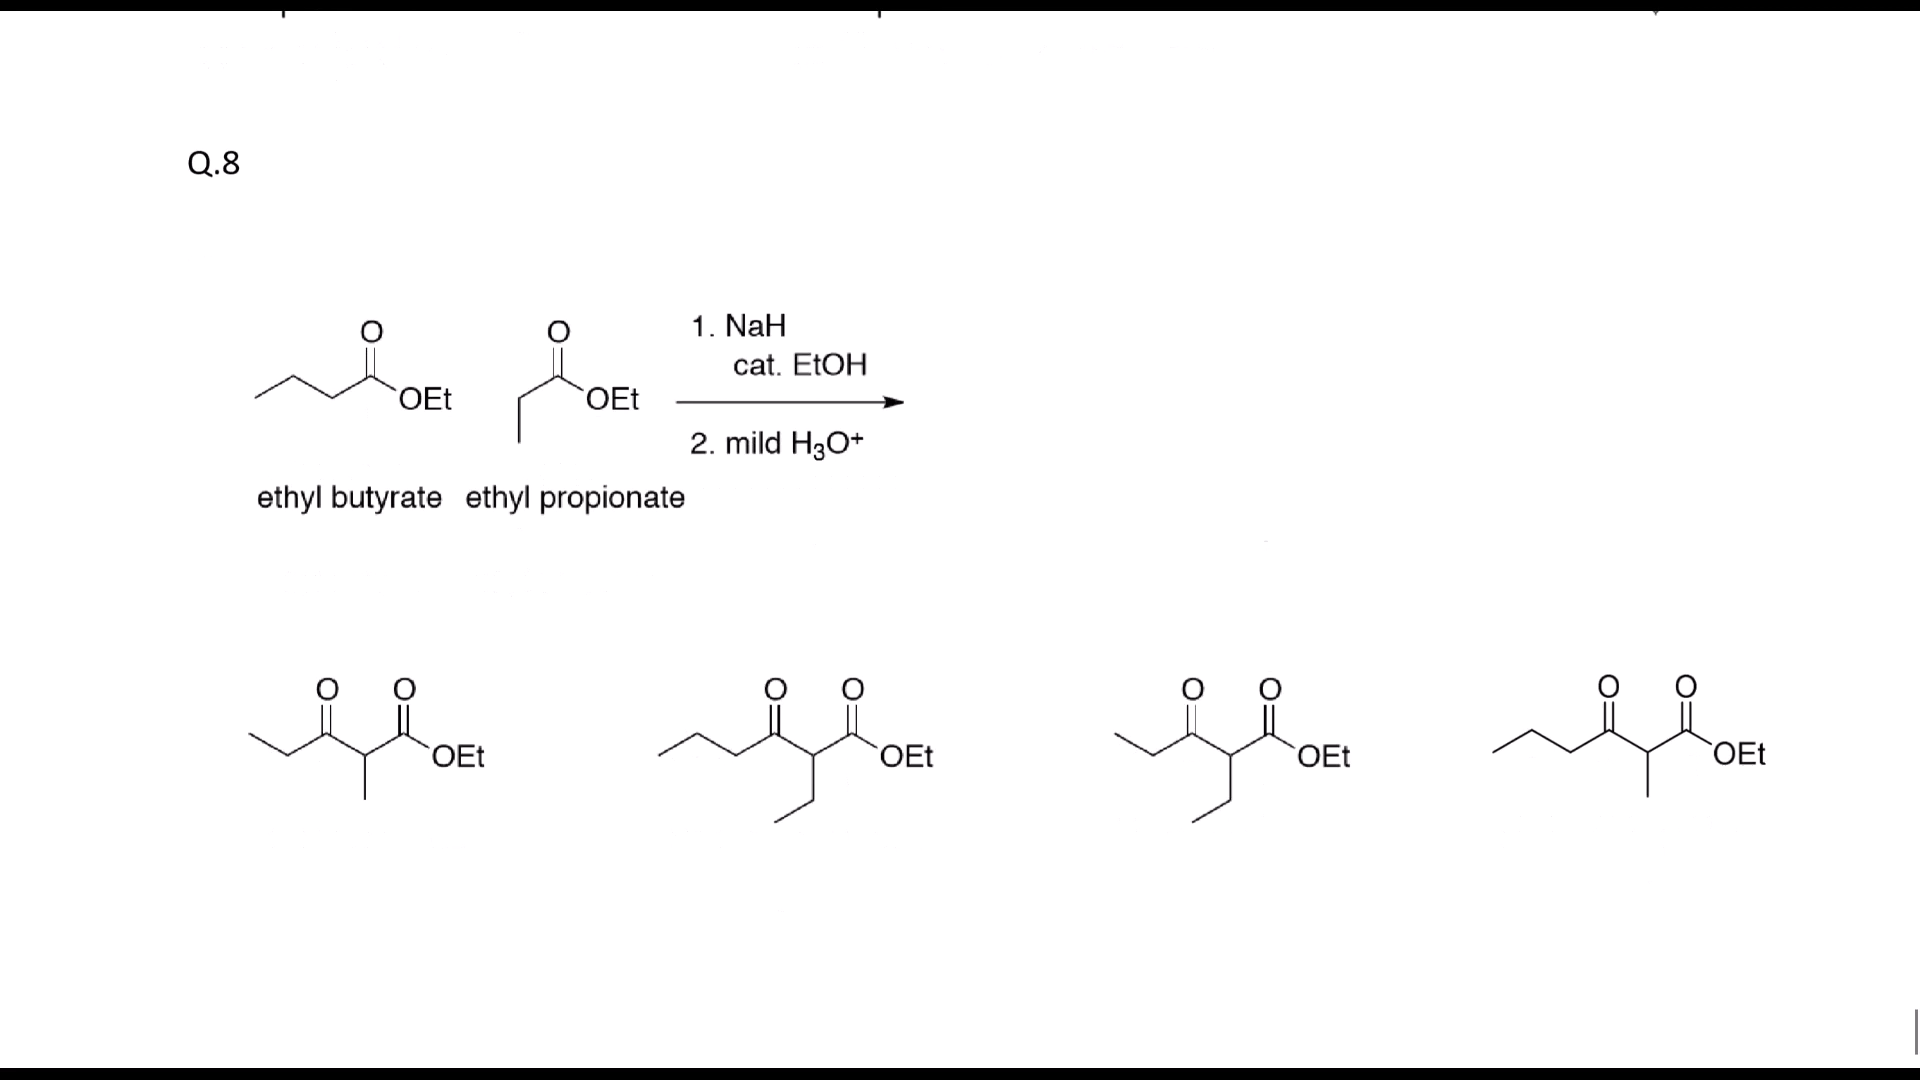 Q.8
O O 1. NaH
cat. EtOH
OEt OEt
2. mild H₃O⁺
ethyl butyrate ethyl propionate
O O O O O O O O
OEt OEt OEt OEt